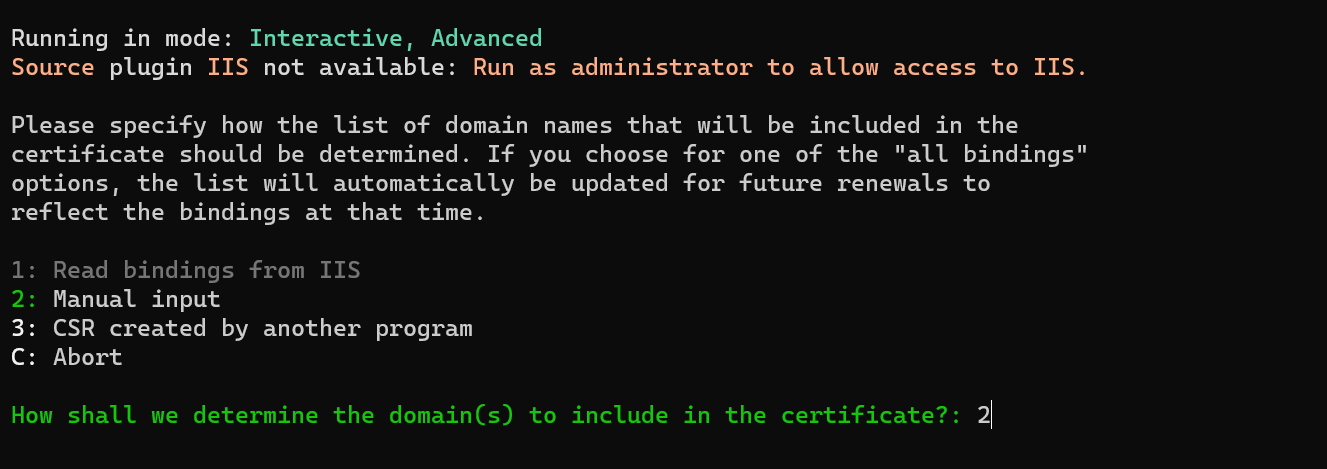 Running in mode: Interactive, Advanced
Source plugin IIS not available: Run as administrator to allow access to IIS.
Please specify how the list of domain names that will be included in the
certificate should be determined. If you choose for one of the "all bindings"
options, the list will automatically be updated for future renewals to
reflect the bindings at that time.
1: Read bindings from IIS
2: Manual input
3: CSR created by another program
C: Abort
How shall we determine the domain(s) to include in the certificate?: 2